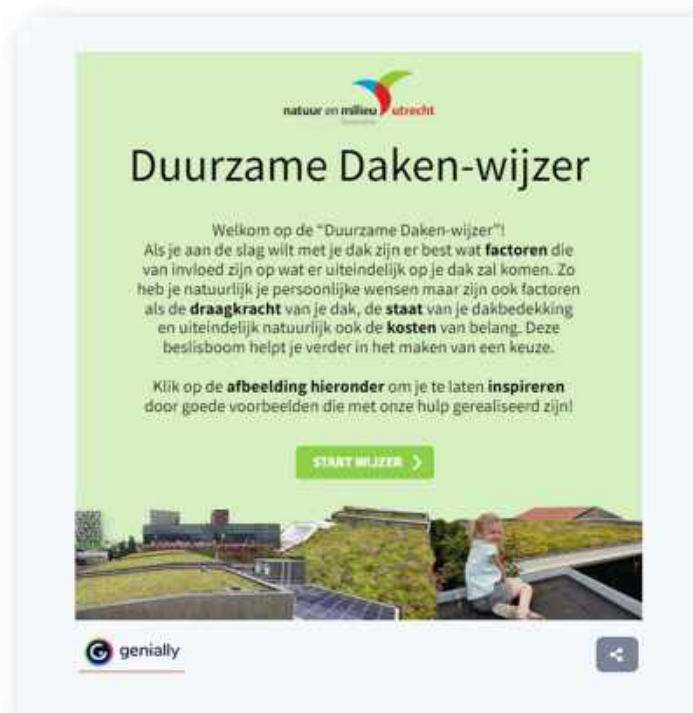 natuur en milieu utrecht
Duurzame Daken-wijzer
Welkom op de “Duurzame Daken-wijzer”!
Als je aan de slag wilt met je dak zijn er best wat factoren die
van invloed zijn op wat er uiteindelijk op je dak zal komen. Zo
heb je natuurlijk je persoonlijke wensen maar zijn ook factoren
als de draagkracht van je dak, de staat van je dakbedekking
en uiteindelijk natuurlijk ook de kosten van belang. Deze
beslisboom helpt je verder in het maken van een keuze.
Klik op de afbeelding hieronder om je te laten inspireren
door goede voorbeelden die met onze hulp gerealiseerd zijn!
START WIJZER
genially